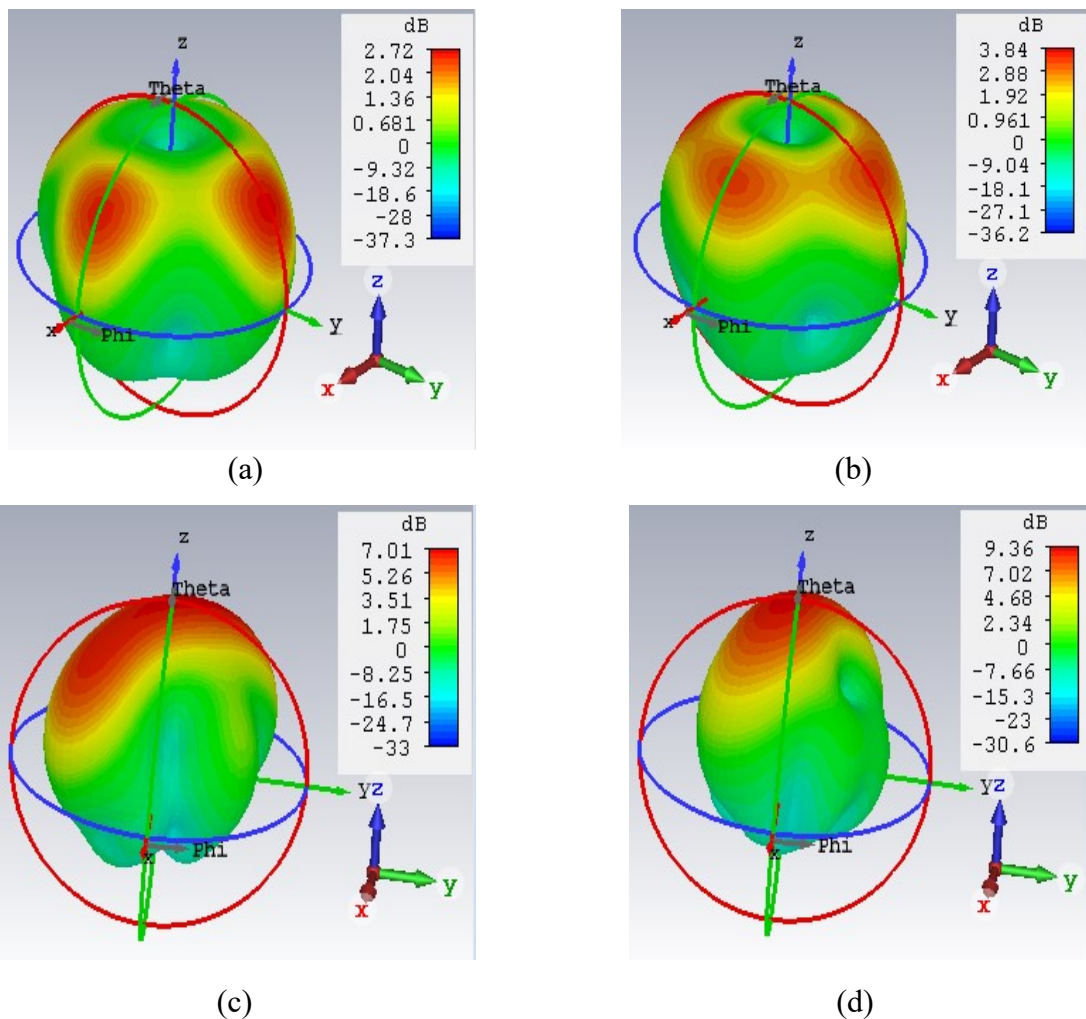 dB
2.72
2.04
1.36
0.681
0
-9.32
-18.6
-28
-37.3
z
Theta
x
Phi
y
z
x
y
(a)
dB
3.84
2.88
1.92
0.961
0
-9.04
-18.1
-27.1
-36.2
z
Theta
x
Phi
y
z
x
y
(b)
dB
7.01
5.26
3.51
1.75
0
-8.25
-16.5
-24.7
-33
z
Theta
x
Phi
y
z
x
y
(c)
dB
9.36
7.02
4.68
2.34
0
-7.66
-15.3
-23
-30.6
z
Theta
x
Phi
y
z
x
y
(d)